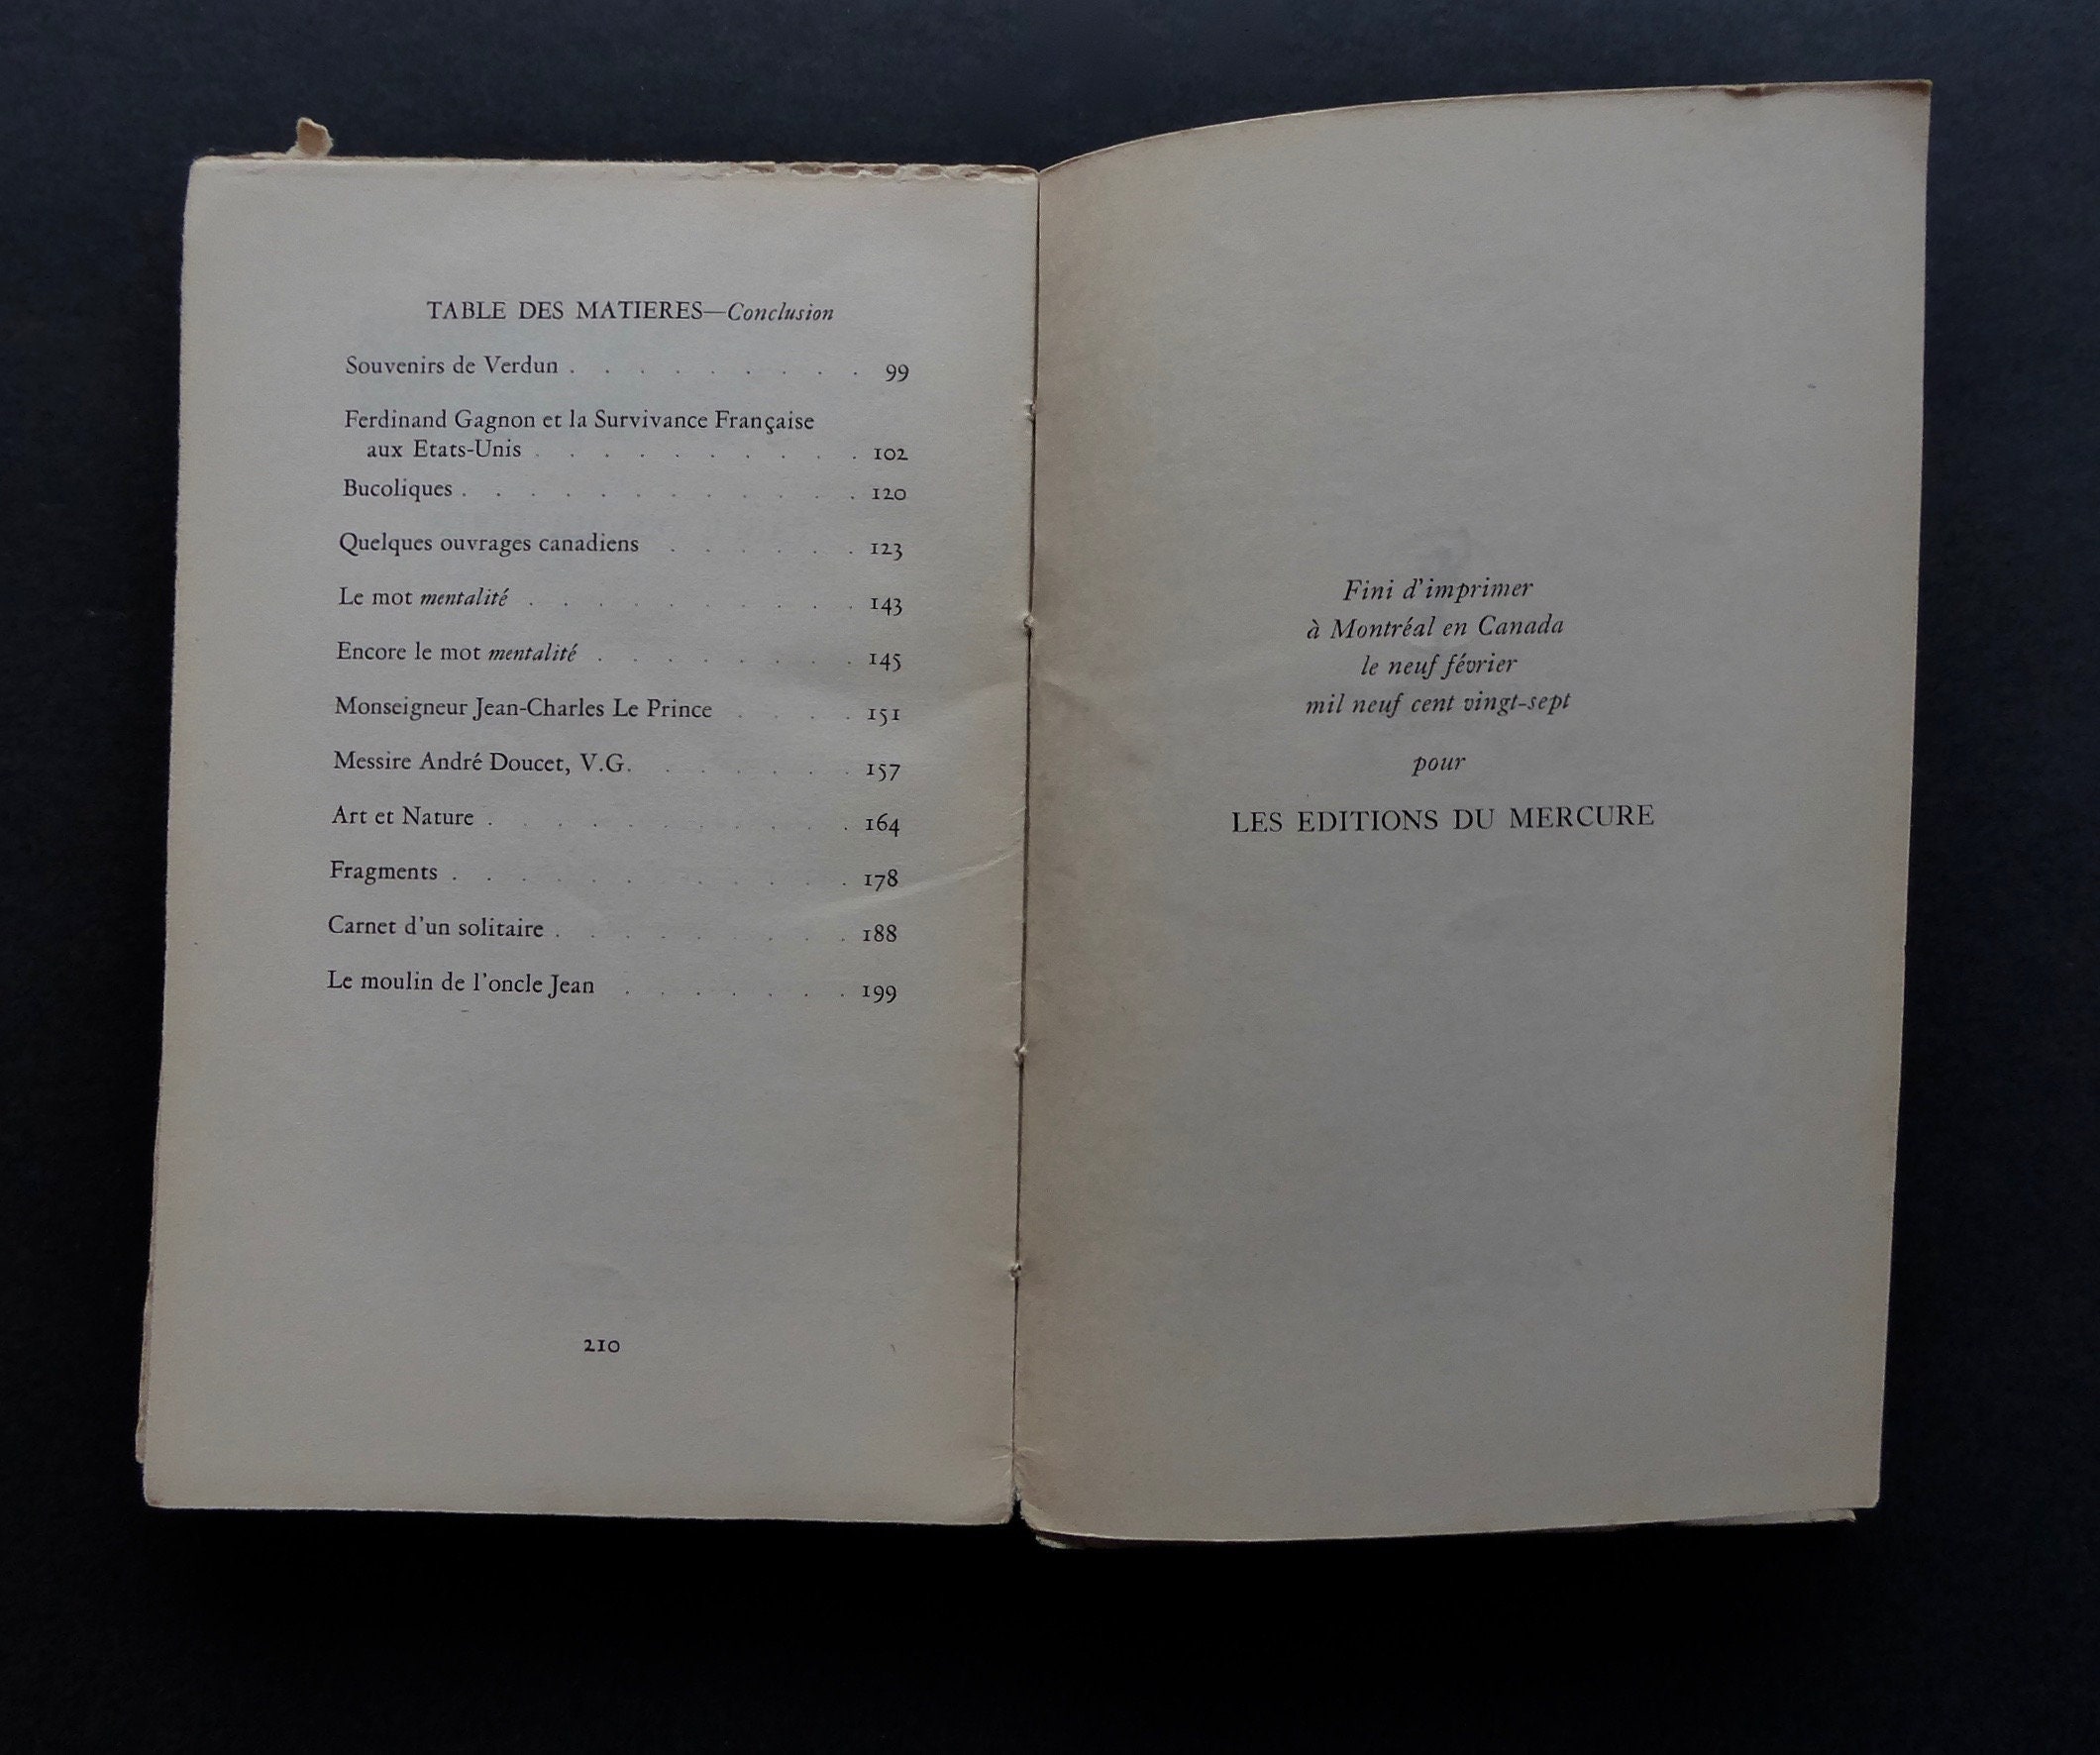 TABLE DES MATIERES—Conclusion
Souvenirs de Verdun . . . . . . . . . 99
Ferdinand Gagnon et la Survivance Française
aux Etats-Unis . . . . . . . . . . 102
Bucoliques . . . . . . . . . . . . 120
Quelques ouvrages canadiens . . . . . . 123
Le mot mentalité . . . . . . . . . . 143
Encore le mot mentalité . . . . . . . . 145
Monseigneur Jean-Charles Le Prince . . . . 151
Messire André Doucet, V.G. . . . . . . 157
Art et Nature . . . . . . . . . . . 164
Fragments . . . . . . . . . . . . 178
Carnet d'un solitaire . . . . . . . . . 188
Le moulin de l'oncle Jean . . . . . . . 199
210
Fini d'imprimer
à Montréal en Canada
le neuf février
mil neuf cent vingt-sept
pour
LES EDITIONS DU MERCURE